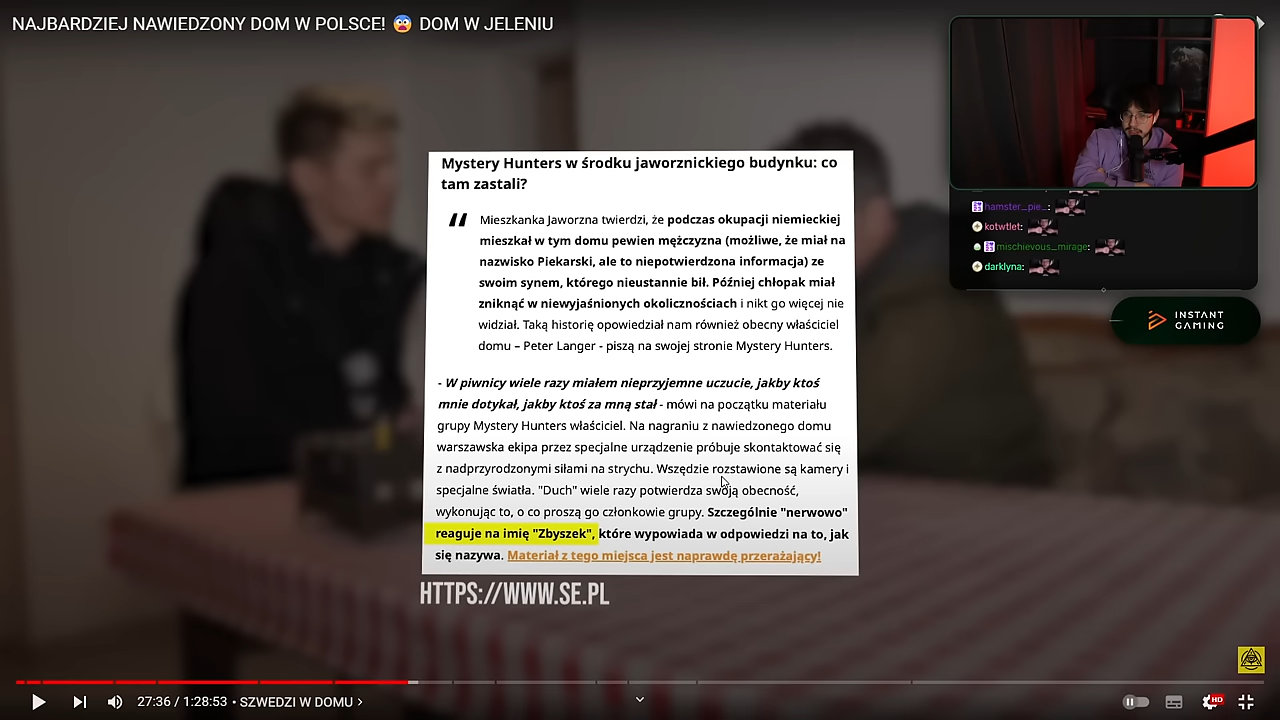 NAJBARDZIEJ NAWIEDZONY DOM W POLSCE! 😨 DOM W JELENIU
Mystery Hunters w środku jaworznickiego budynku: co
tam zastali?
"
Mieszkanka Jaworzna twierdzi, że podczas okupacji niemieckiej
mieszkał w tym domu pewien mężczyzna (możliwe, że miał na
nazwisko Piekarski, ale to niepotwierdzona informacja) ze
swoim synem, którego nieustannie bił. Później chłopak miał
zniknąć w niewyjaśnionych okolicznościach i nikt go więcej nie
widział. Taką historię opowiedział nam również obecny właściciel
domu – Peter Langer - piszą na swojej stronie Mystery Hunters.
- W piwnicy wiele razy miałem nieprzyjemne uczucie, jakby ktoś
mnie dotykał, jakby ktoś za mną stał - mówi na początku materiału
grupy Mystery Hunters właściciel. Na nagraniu z nawiedzonego domu
warszawska ekipa przez specjalne urządzenie próbuje skontaktować się
z nadprzyrodzonymi siłami na strychu. Wszędzie rozstawione są kamery i
specjalne światła. "Duch" wiele razy potwierdza swoją obecność,
wykonując to, o co proszą go członkowie grupy. Szczególnie "nerwowo"
reaguje na imię "Zbyszek", które wypowiada w odpowiedzi na to, jak
się nazywa. Materiał z tego miejsca jest naprawdę przerażający!
HTTPS://WWW.SE.PL
hamster_pie_:
kotwtlet:
mischievous_mirage:
darklyna:
INSTANT
GAMING
27:36 / 1:28:53 • SZWEDZI W DOMU >
HD